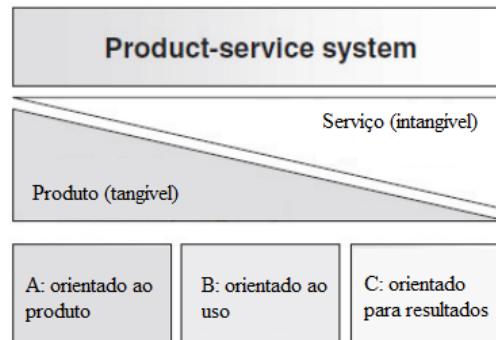 Product-service system
Serviço (intangível)
Produto (tangível)
A: orientado ao
produto
B: orientado ao
uso
C: orientado
para resultados